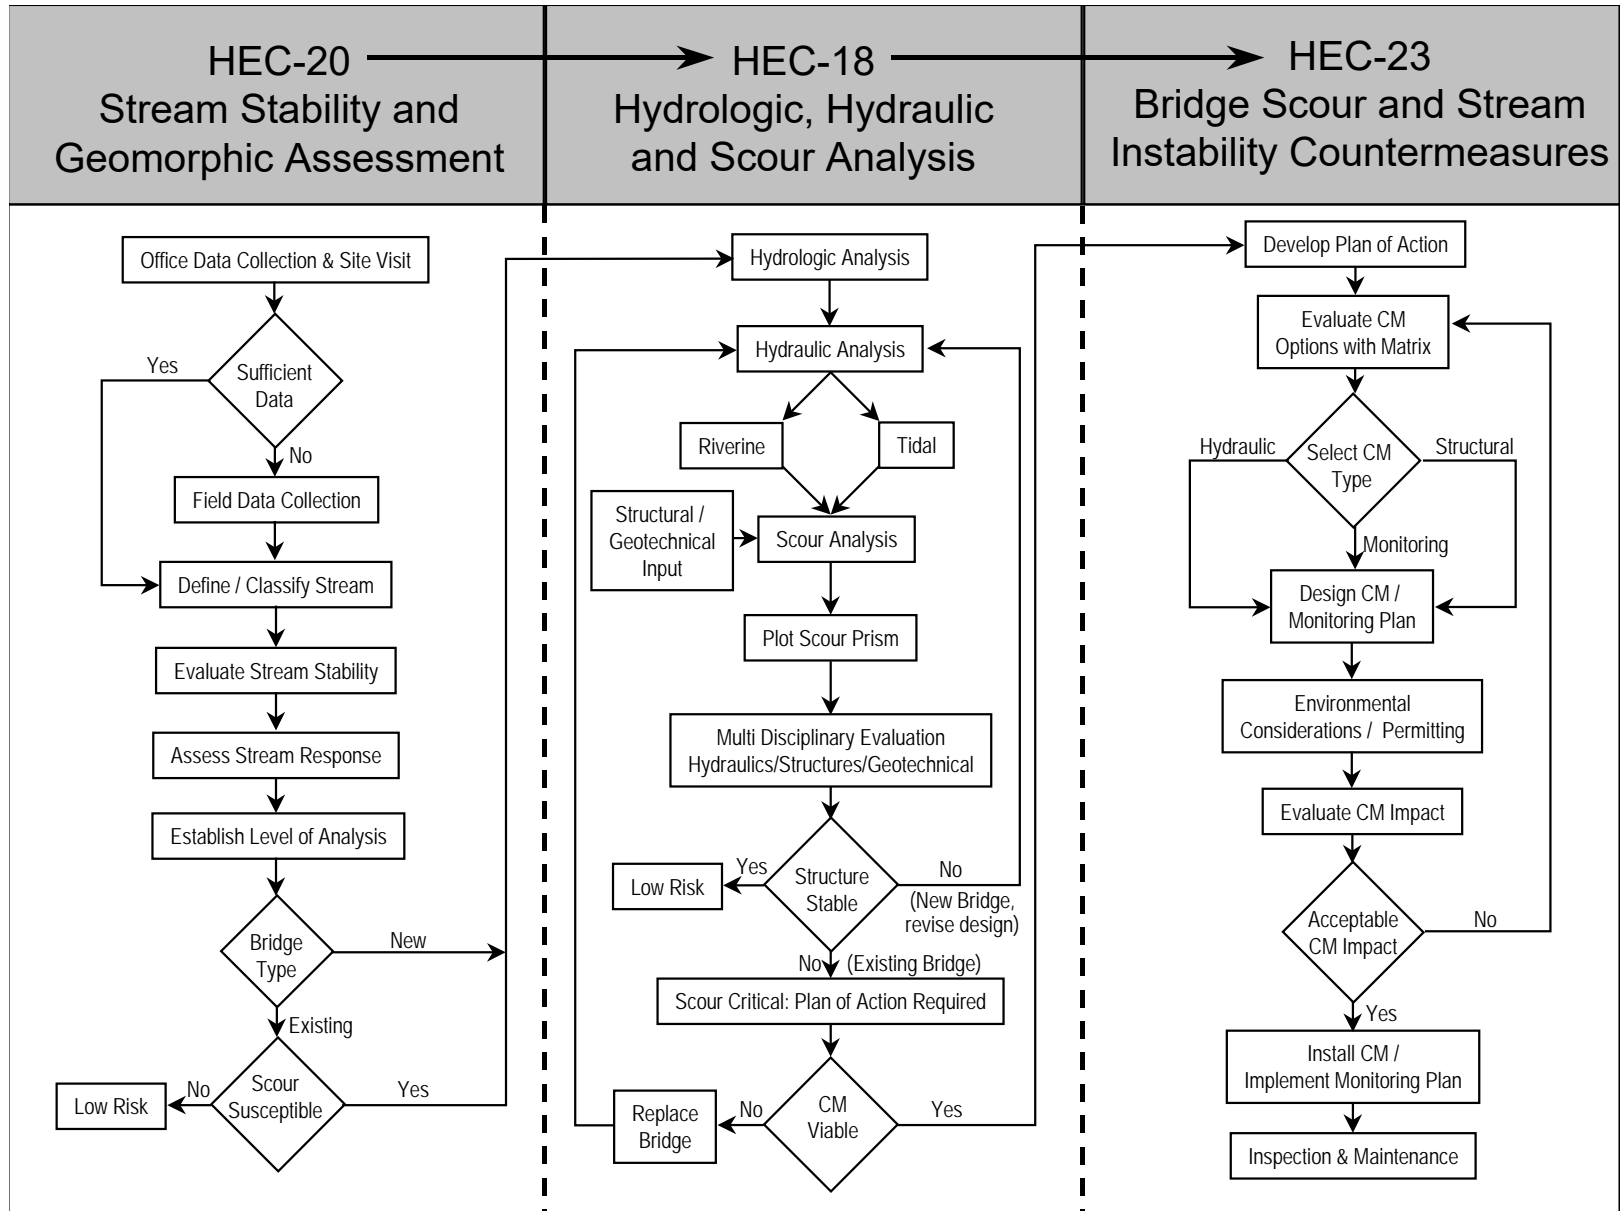 HEC-20
Stream Stability and
Geomorphic Assessment
HEC-18
Hydrologic, Hydraulic
and Scour Analysis
HEC-23
Bridge Scour and Stream
Instability Countermeasures
Office Data Collection & Site Visit
Yes
Sufficient
Data
No
Field Data Collection
Define / Classify Stream
Evaluate Stream Stability
Assess Stream Response
Establish Level of Analysis
Bridge
Type
New
Existing
Scour
Susceptible
No
Yes
Low Risk
Hydrologic Analysis
Hydraulic Analysis
Riverine
Tidal
Structural /
Geotechnical
Input
Scour Analysis
Plot Scour Prism
Multi Disciplinary Evaluation
Hydraulics/Structures/Geotechnical
Yes
Low Risk
Structure
Stable
No
(New Bridge,
revise design)
No (Existing Bridge)
Scour Critical: Plan of Action Required
Replace
Bridge
No
CM
Viable
Yes
Develop Plan of Action
Evaluate CM
Options with Matrix
Hydraulic
Select CM
Type
Structural
Monitoring
Design CM /
Monitoring Plan
Environmental
Considerations / Permitting
Evaluate CM Impact
Acceptable
CM Impact
No
Yes
Install CM /
Implement Monitoring Plan
Inspection & Maintenance